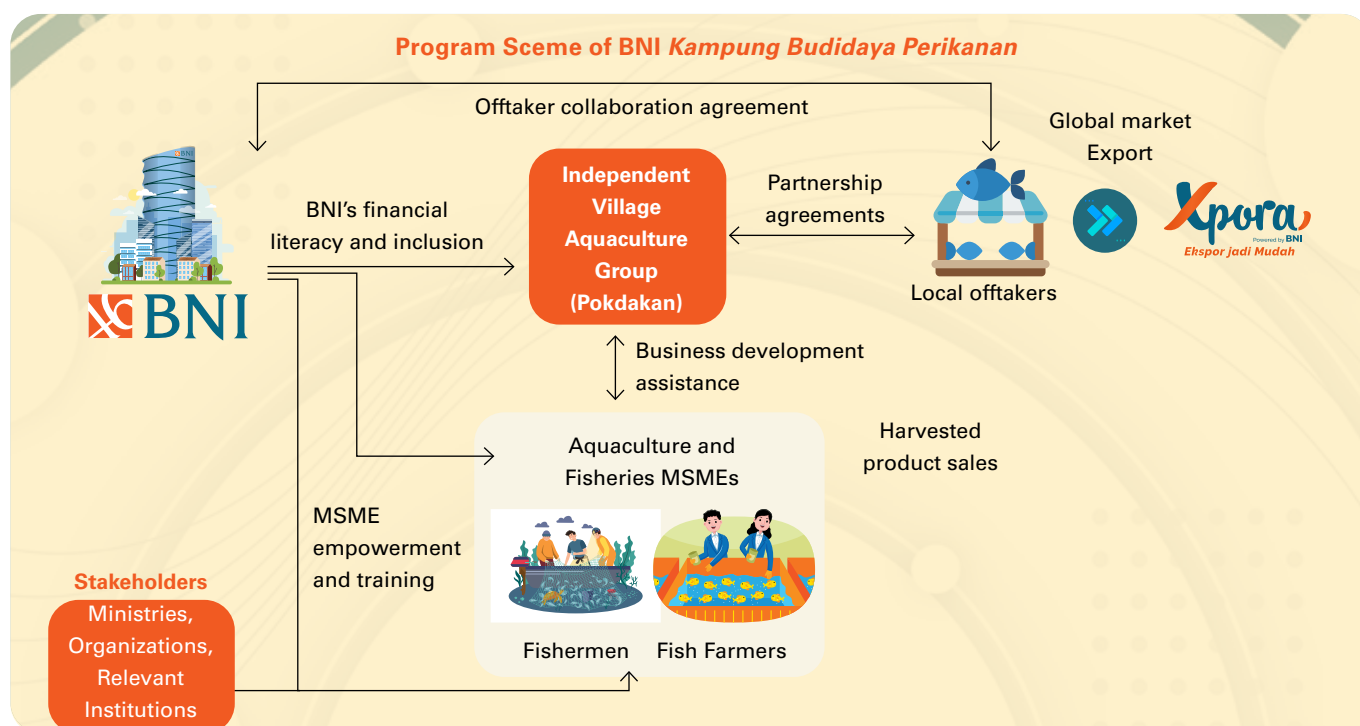 Program Sceme of BNI Kampung Budidaya Perikanan
Offtaker collaboration agreement
Global market
Export
BNI
Independent
Village
Aquaculture
Group
(Pokdakan)
Partnership
agreements
BNI's financial
literacy and inclusion
Xpora
Powered by BNI
Ekspor jadi Mudah
Local offtakers
BNI
Business development
assistance
Aquaculture and
Fisheries MSMEs
Harvested
product sales
MSME
empowerment
and training
Fishermen
Fish Farmers
Stakeholders
Ministries,
Organizations,
Relevant
Institutions